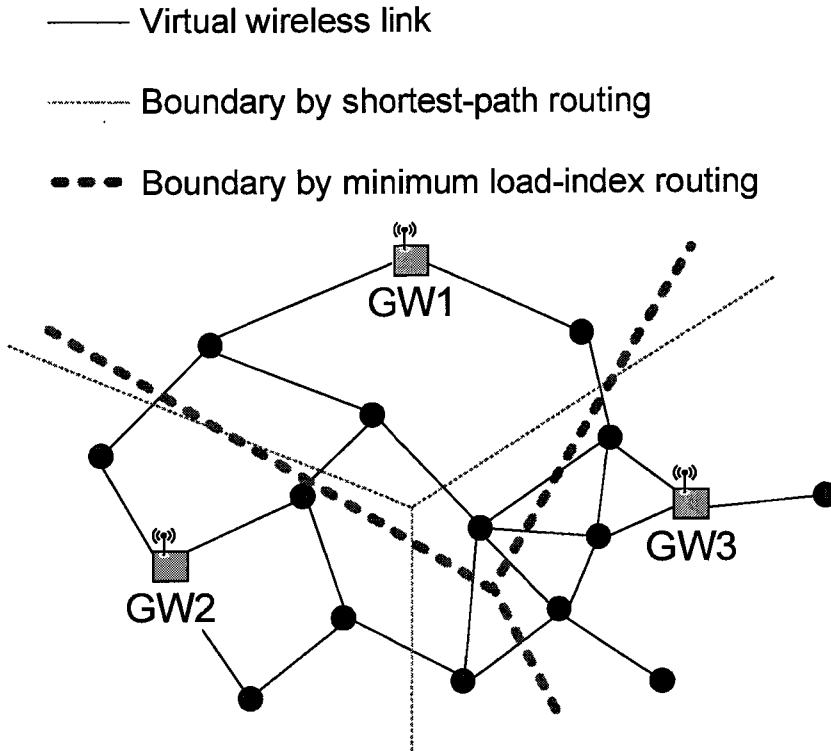 Virtual wireless link
Boundary by shortest-path routing
Boundary by minimum load-index routing
GW1
GW3
GW2